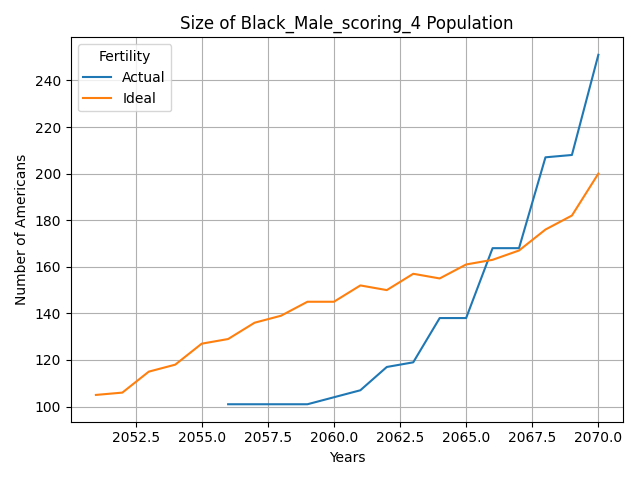 Size of Black_Male_scoring_4 Population
Fertility
Actual
Ideal
Number of Americans
240
220
200
180
160
140
120
100
2052.5 2055.0 2057.5 2060.0 2062.5 2065.0 2067.5 2070.0
Years